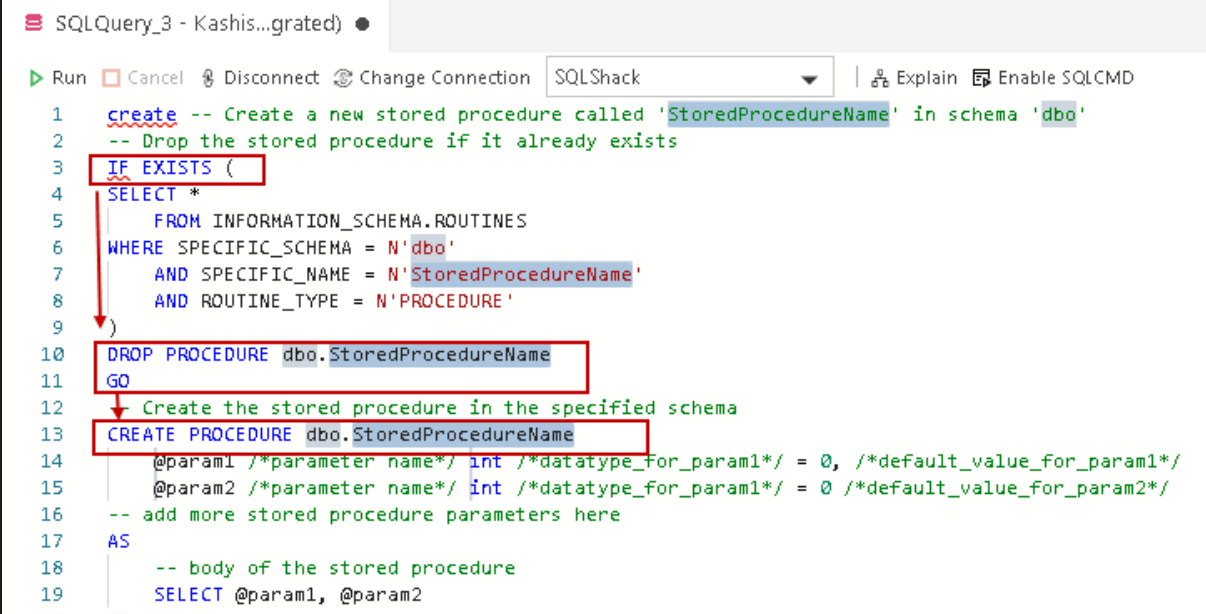 SQLQuery_3 - Kashis...grated) ●
Run Cancel Disconnect Change Connection SQLShack Explain Enable SQLCMD
1 create -- Create a new stored procedure called 'StoredProcedureName' in schema 'dbo'
2 -- Drop the stored procedure if it already exists
3 IF EXISTS (
4 SELECT *
5 FROM INFORMATION_SCHEMA.ROUTINES
6 WHERE SPECIFIC_SCHEMA = N'dbo'
7 AND SPECIFIC_NAME = N'StoredProcedureName'
8 AND ROUTINE_TYPE = N'PROCEDURE'
9 )
10 DROP PROCEDURE dbo.StoredProcedureName
11 GO
12 -- Create the stored procedure in the specified schema
13 CREATE PROCEDURE dbo.StoredProcedureName
14 @param1 /*parameter name*/ int /*datatype_for_param1*/ = 0, /*default_value_for_param1*/
15 @param2 /*parameter name*/ int /*datatype_for_param1*/ = 0 /*default_value_for_param2*/
16 -- add more stored procedure parameters here
17 AS
18 -- body of the stored procedure
19 SELECT @param1, @param2